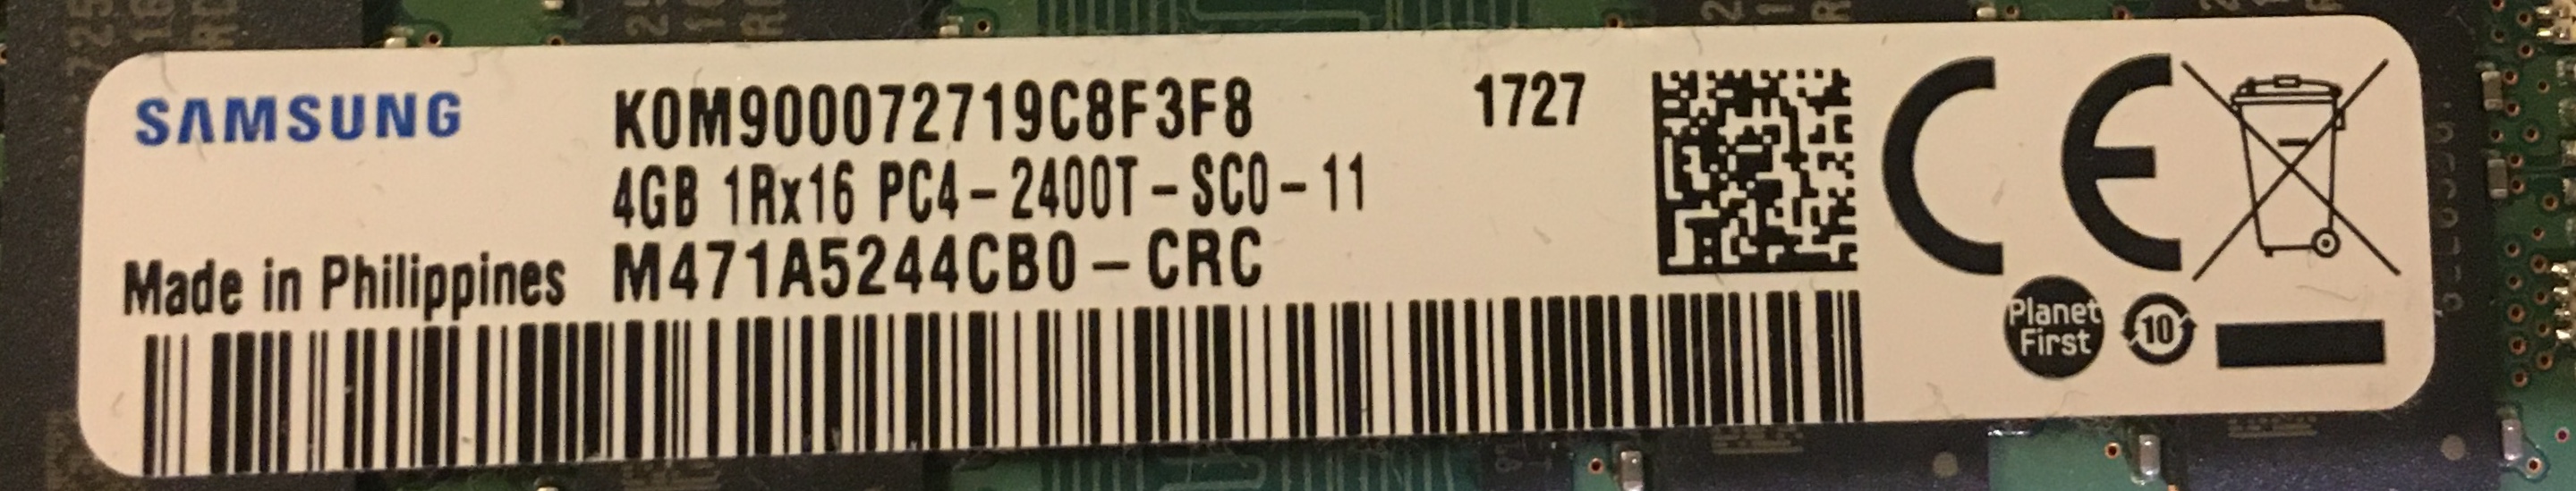 SAMSUNG
K0M900072719C8F3F8 1727
4GB 1Rx16 PC4-2400T-SC0-11
Made in Philippines M471A5244CB0-CRC
CE
Planet
First
10